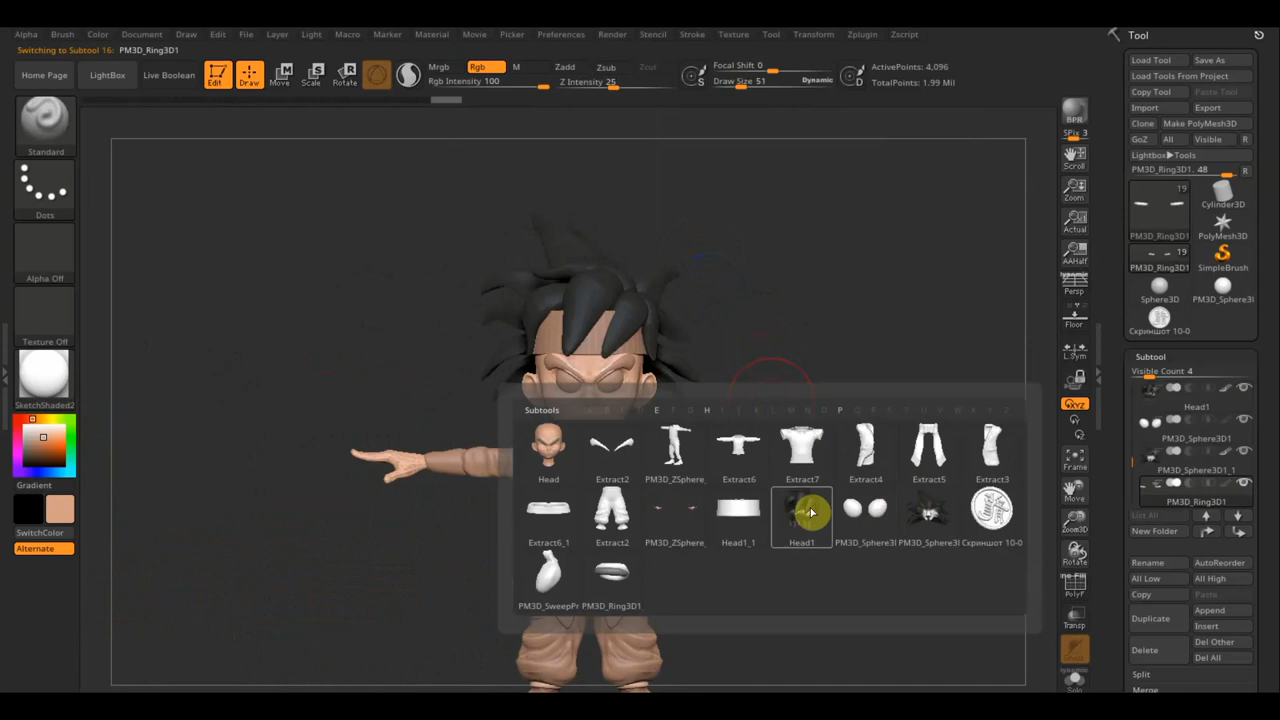 Alpha Brush Color Document Draw Edit File Layer Light Macro Marker Material Movie Picker Preferences Render Stencil Stroke Texture Tool Transform Zplugin Zscript
Tool
Switching to Subtool 16: PM3D_Ring3D1
Home Page
LightBox
Live Boolean
Edit
Draw
Move
Scale
Rotate
Mrgb
Rgb
M
Rgb Intensity 100
Zadd
Zsub
Zcut
Z Intensity 25
Focal Shift 0
Draw Size 51
Dynamic
ActivePoints: 4,096
TotalPoints: 1.99 Mil
Standard
Dots
Alpha Off
Texture Off
SketchShaded2
Gradient
SwitchColor
Alternate
BPR
SPix 3
Scroll
Zoom
Actual
AAHalf
Dynamic
Persp
Floor
L.Sym
XYZ
Frame
Move
Zoom3D
Rotate
PolyF
Transp
Solo
Load Tool
Save As
Load Tools From Project
Copy Tool
Paste Tool
Import
Export
Clone
Make PolyMesh3D
GoZ
All
Visible
R
Lightbox▶Tools
PM3D_Ring3D1. 48
R
19
PM3D_Ring3D1
Cylinder3D
PolyMesh3D
19
PM3D_Ring3D1
SimpleBrush
Sphere3D
PM3D_Sphere3I
Скриншот 10-0
Subtool
Visible Count 4
Head1
PM3D_Sphere3D1
PM3D_Sphere3D1_1
PM3D_Ring3D1
List All
New Folder
Rename
AutoReorder
All Low
All High
Copy
Paste
Duplicate
Append
Insert
Delete
Del Other
Del All
Split
Merge
Subtools
E
H
P
Head
Extract2
PM3D_ZSphere_
Extract6
Extract7
Extract4
Extract5
Extract3
Extract6_1
Extract2
PM3D_ZSphere_
Head1_1
Head1
PM3D_Sphere3I
PM3D_Sphere3I
Скриншот 10-0
PM3D_SweepPr
PM3D_Ring3D1